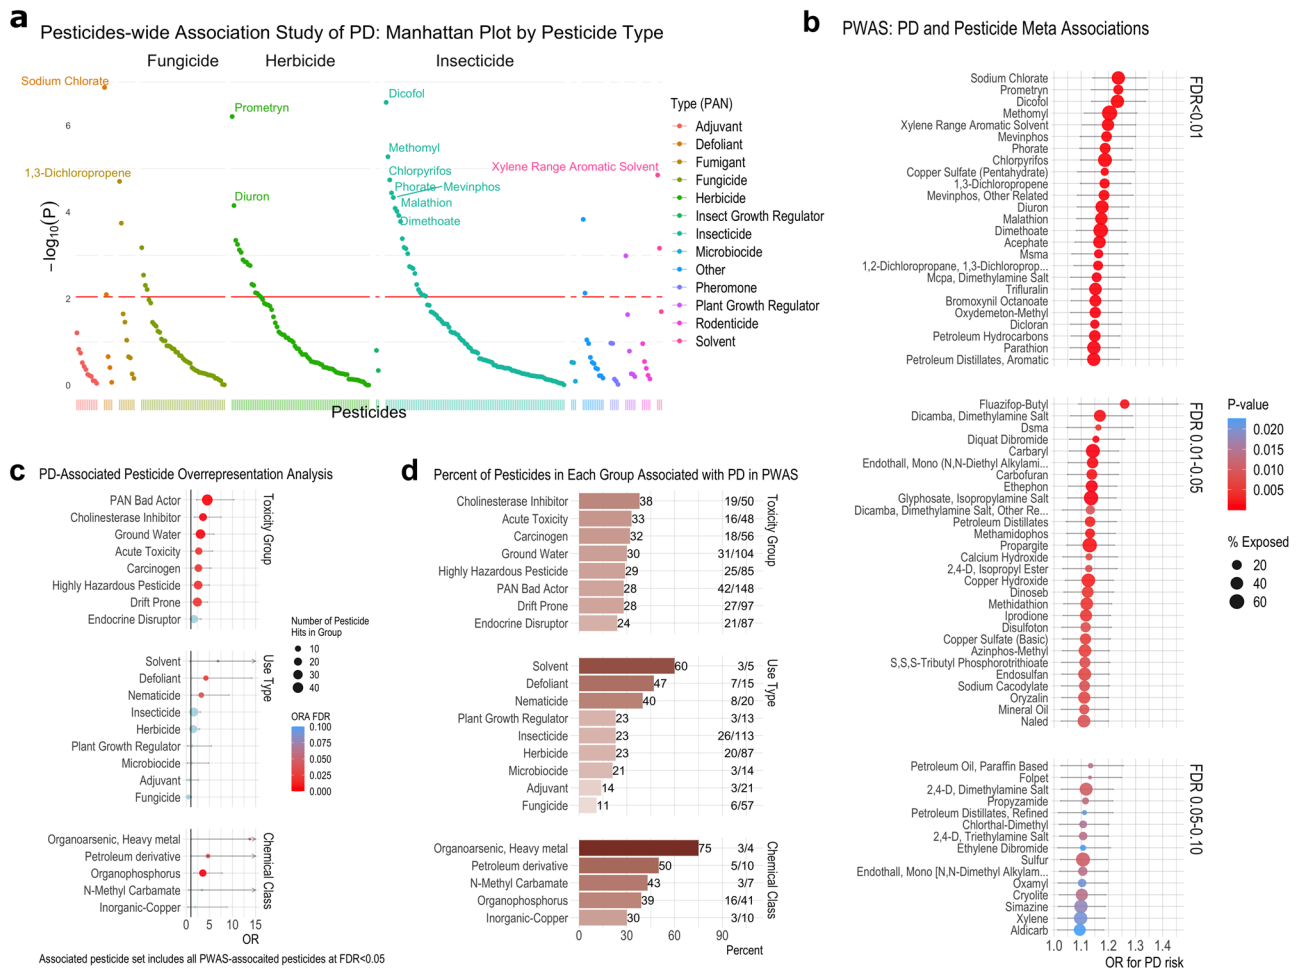 a
Pesticides-wide Association Study of PD: Manhattan Plot by Pesticide Type
Fungicide
Herbicide
Insecticide
Sodium Chlorate
Dicofol
Prometryn
Methomyl
1,3-Dichloropropene
Chlorpyrifos
Xylene Range Aromatic Solvent
Phorate
Mevinphos
Diuron
Malathion
Dimethoate
−log10(P)
6
4
2
0
Pesticides
Type (PAN)
Adjuvant
Defoliant
Fumigant
Fungicide
Herbicide
Insect Growth Regulator
Insecticide
Microbiocide
Other
Pheromone
Plant Growth Regulator
Rodenticide
Solvent
b
PWAS: PD and Pesticide Meta Associations
Sodium Chlorate
Prometryn
Dicofol
Methomyl
Xylene Range Aromatic Solvent
Mevinphos
Phorate
Chlorpyrifos
Copper Sulfate (Pentahydrate)
1,3-Dichloropropene
Mevinphos, Other Related
Diuron
Malathion
Dimethoate
Acephate
Msma
1,2-Dichloropropane, 1,3-Dichloroprop...
Mcpa, Dimethylamine Salt
Trifluralin
Bromoxynil Octanoate
Oxydemeton-Methyl
Dicloran
Petroleum Hydrocarbons
Parathion
Petroleum Distillates, Aromatic
FDR<0.01
Fluazifop-Butyl
Dicamba, Dimethylamine Salt
Dsma
Diquat Dibromide
Carbaryl
Endothall, Mono (N,N-Diethyl Alkylami...
Carbofuran
Ethephon
Glyphosate, Isopropylamine Salt
Dicamba, Dimethylamine Salt, Other Re...
Petroleum Distillates
Methamidophos
Propargite
Calcium Hydroxide
2,4-D, Isopropyl Ester
Copper Hydroxide
Dinoseb
Methidathion
Iprodione
Disulfoton
Copper Sulfate (Basic)
Azinphos-Methyl
S,S,S-Tributyl Phosphorotrithioate
Endosulfan
Sodium Cacodylate
Oryzalin
Mineral Oil
Naled
FDR 0.01-0.05
Petroleum Oil, Paraffin Based
Folpet
2,4-D, Dimethylamine Salt
Propyzamide
Petroleum Distillates, Refined
Chlorthal-Dimethyl
2,4-D, Triethylamine Salt
Ethylene Dibromide
Sulfur
Endothall, Mono [N,N-Dimethyl Alkylam...
Oxamyl
Cryolite
Simazine
Xylene
Aldicarb
FDR 0.05-0.10
1.0 1.1 1.2 1.3 1.4
OR for PD risk
P-value
0.020
0.015
0.010
0.005
% Exposed
20
40
60
c
PD-Associated Pesticide Overrepresentation Analysis
PAN Bad Actor
Cholinesterase Inhibitor
Ground Water
Acute Toxicity
Carcinogen
Highly Hazardous Pesticide
Drift Prone
Endocrine Disruptor
Toxicity Group
Solvent
Defoliant
Nematicide
Insecticide
Herbicide
Plant Growth Regulator
Microbiocide
Adjuvant
Fungicide
Use Type
Organoarsenic, Heavy metal
Petroleum derivative
Organophosphorus
N-Methyl Carbamate
Inorganic-Copper
Chemical Class
0 5 10 15
OR
Number of Pesticide
Hits in Group
10
20
30
40
ORA FDR
0.100
0.075
0.050
0.025
0.000
Associated pesticide set includes all PWAS-assocaited pesticides at FDR<0.05
d
Percent of Pesticides in Each Group Associated with PD in PWAS
Cholinesterase Inhibitor 38 19/50
Acute Toxicity 33 16/48
Carcinogen 32 18/56
Ground Water 30 31/104
Highly Hazardous Pesticide 29 25/85
PAN Bad Actor 28 42/148
Drift Prone 28 27/97
Endocrine Disruptor 24 21/87
Toxicity Group
Solvent 60 3/5
Defoliant 47 7/15
Nematicide 40 8/20
Plant Growth Regulator 23 3/13
Insecticide 23 26/113
Herbicide 23 20/87
Microbiocide 21 3/14
Adjuvant 14 3/21
Fungicide 11 6/57
Use Type
Organoarsenic, Heavy metal 75 3/4
Petroleum derivative 50 5/10
N-Methyl Carbamate 43 3/7
Organophosphorus 39 16/41
Inorganic-Copper 30 3/10
Chemical Class
0 30 60 90
Percent